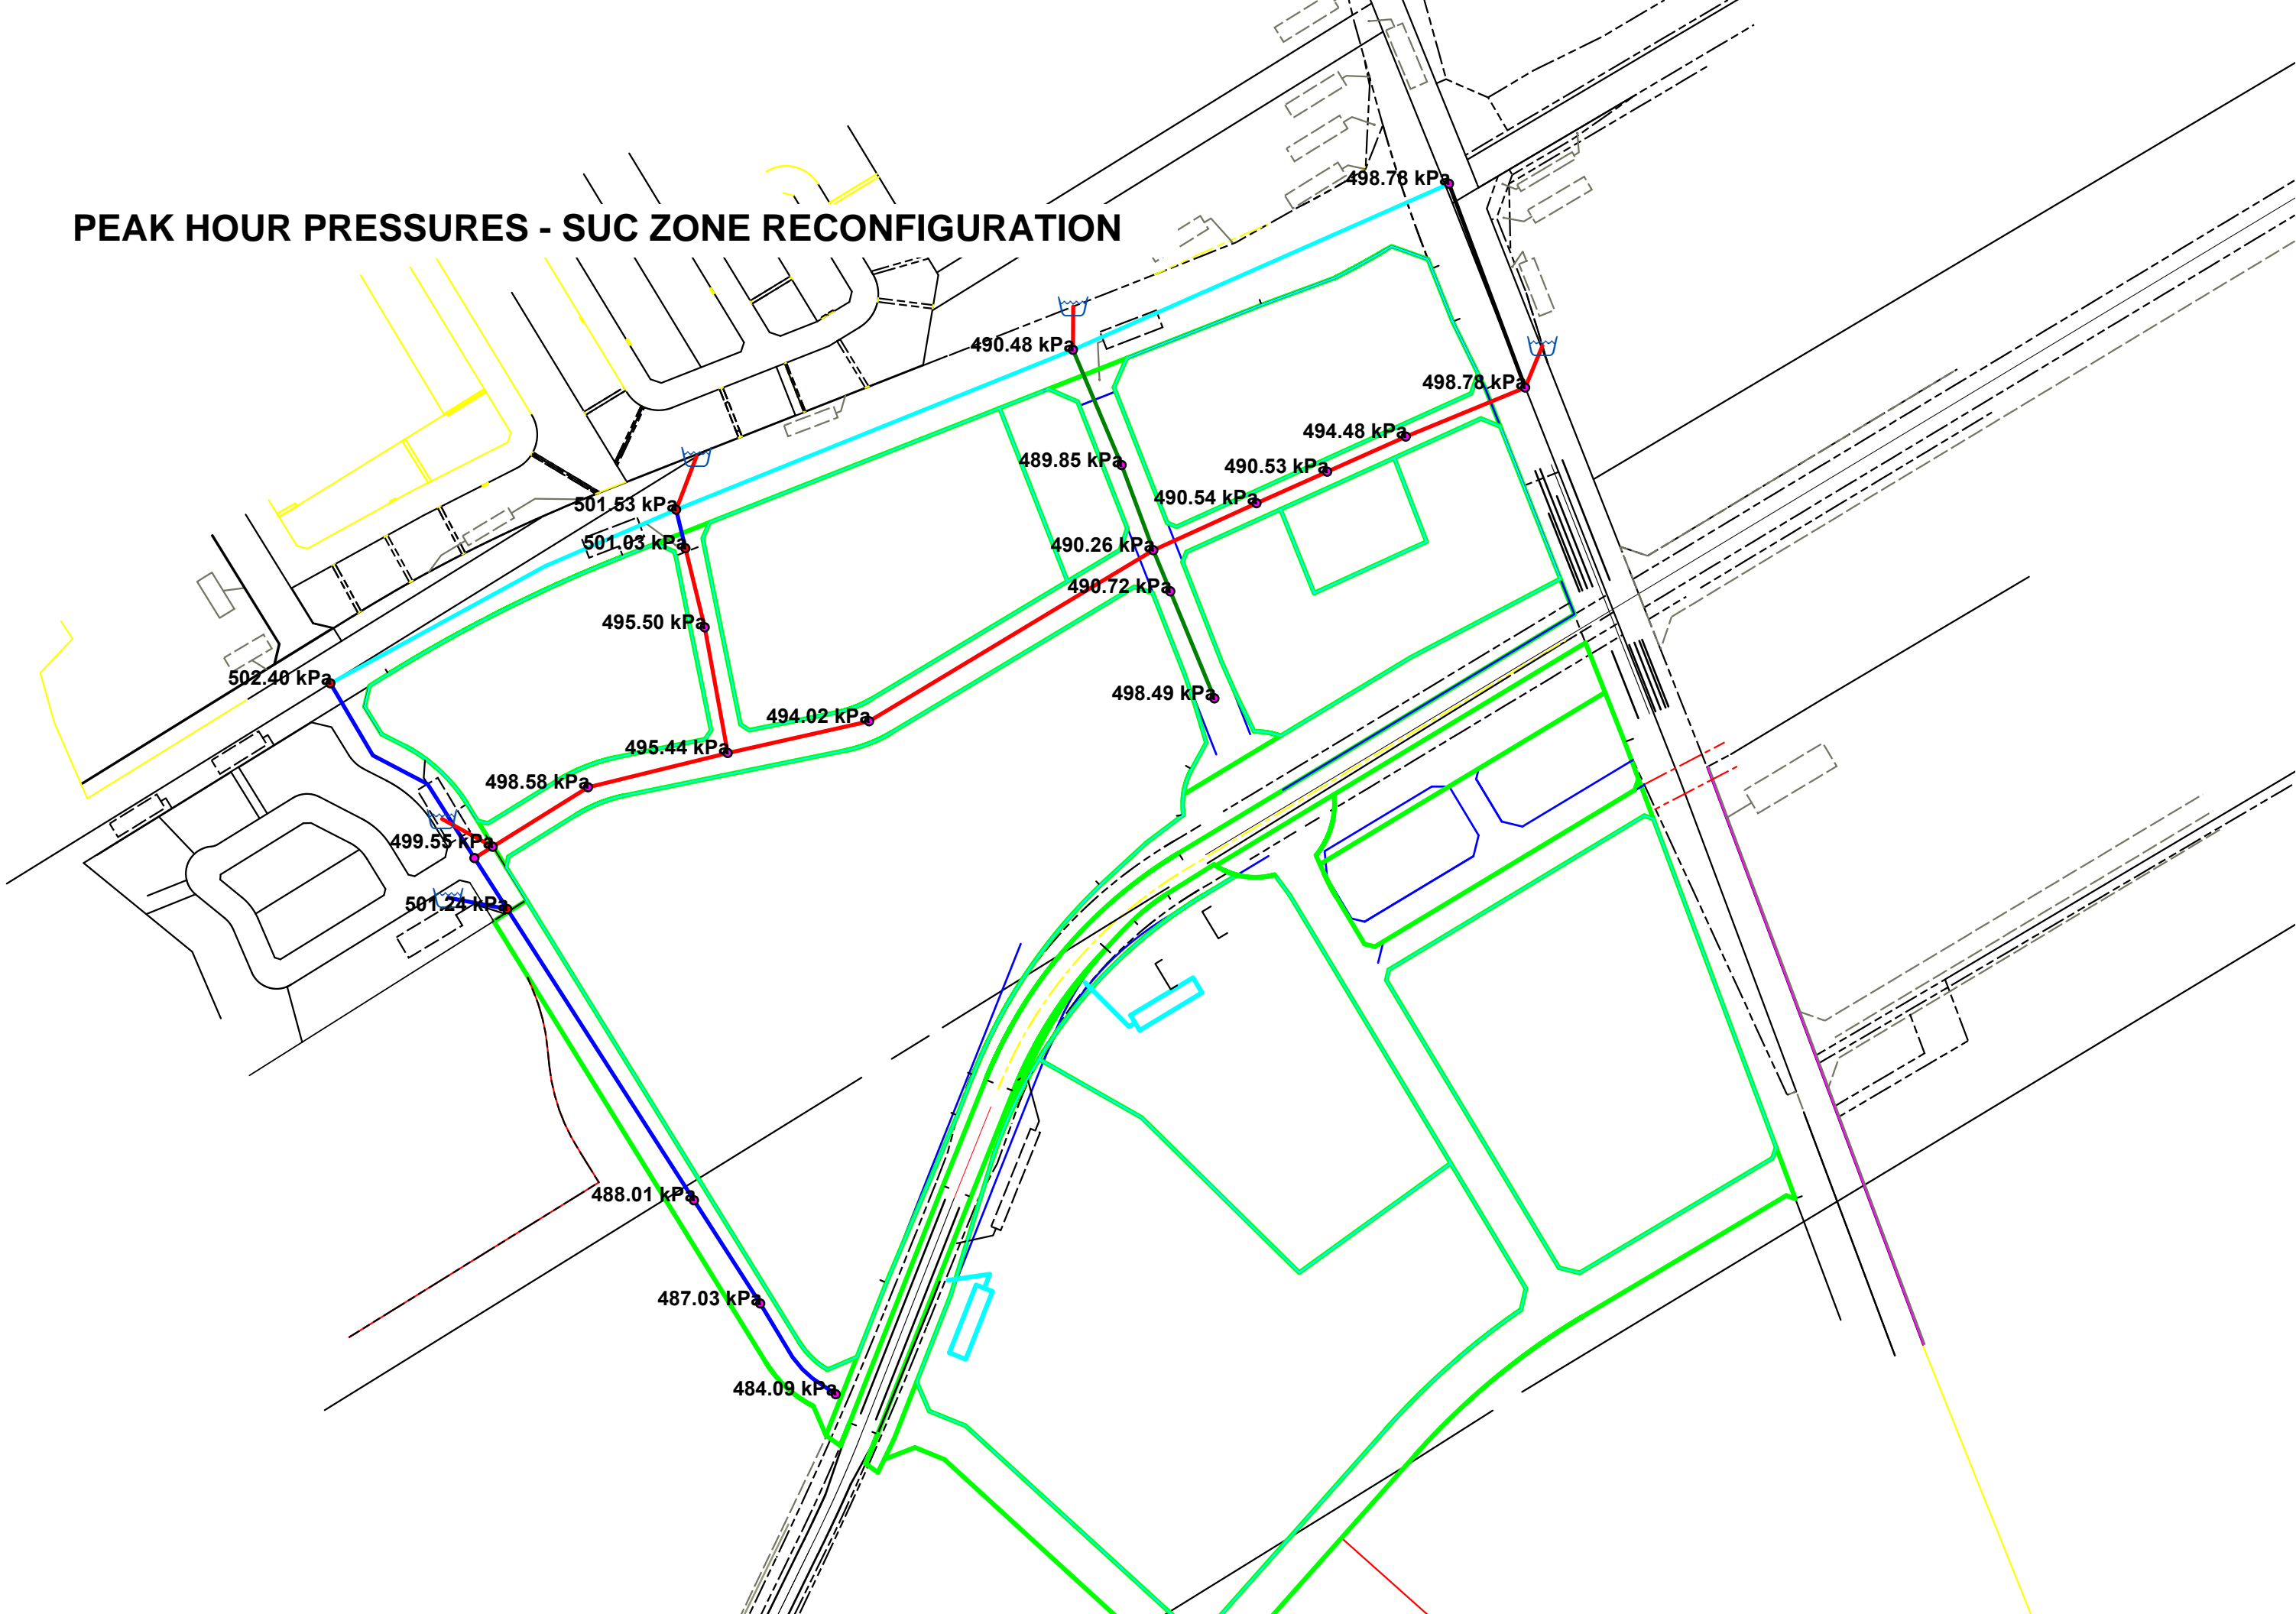 498.78 kPa
PEAK HOUR PRESSURES - SUC ZONE RECONFIGURATION
490.48 kPa
498.78 kPa
494.48 kPa
489.85 kPa
490.53 kPa
490.54 kPa
501.53 kPa
501.03 kPa
490.26 kPa
490.72 kPa
495.50 kPa
502.40 kPa
498.49 kPa
494.02 kPa
495.44 kPa
498.58 kPa
499.55 kPa
501.24 kPa
488.01 kPa
487.03 kPa
484.09 kPa